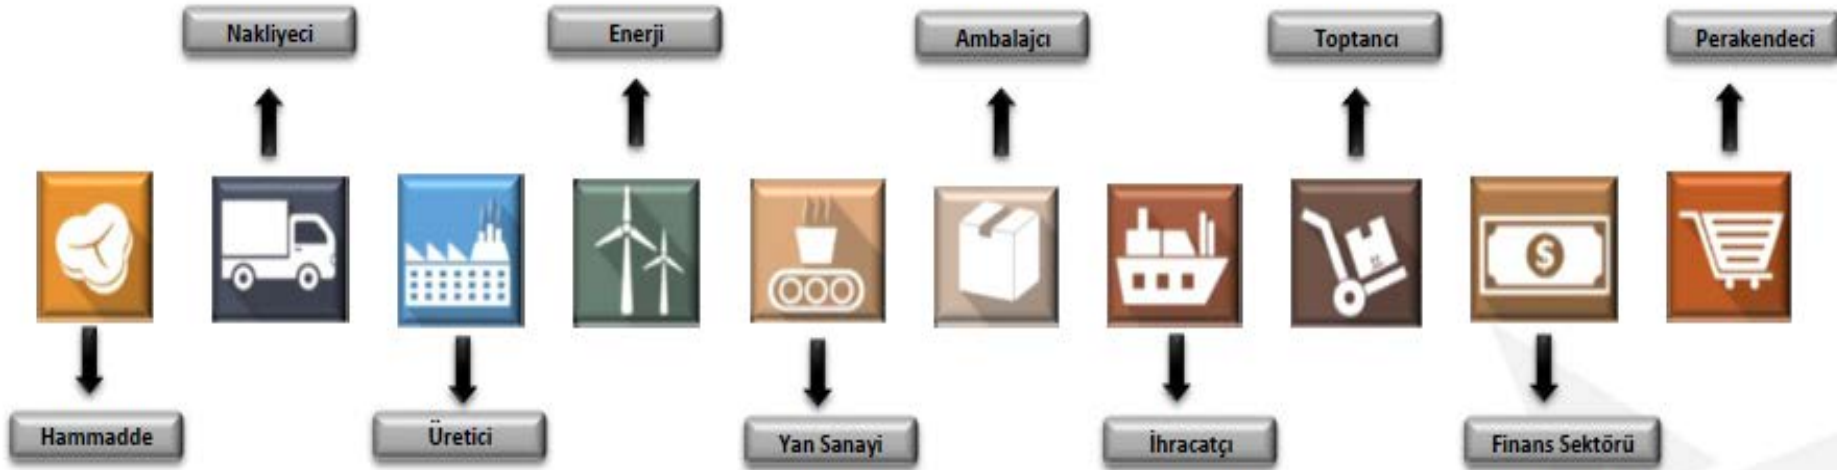 Nakliyeci
Enerji
Ambalajcı
Toptancı
Perakendeci
$
Hammadde
Üretici
Yan Sanayi
İhracatçı
Finans Sektörü